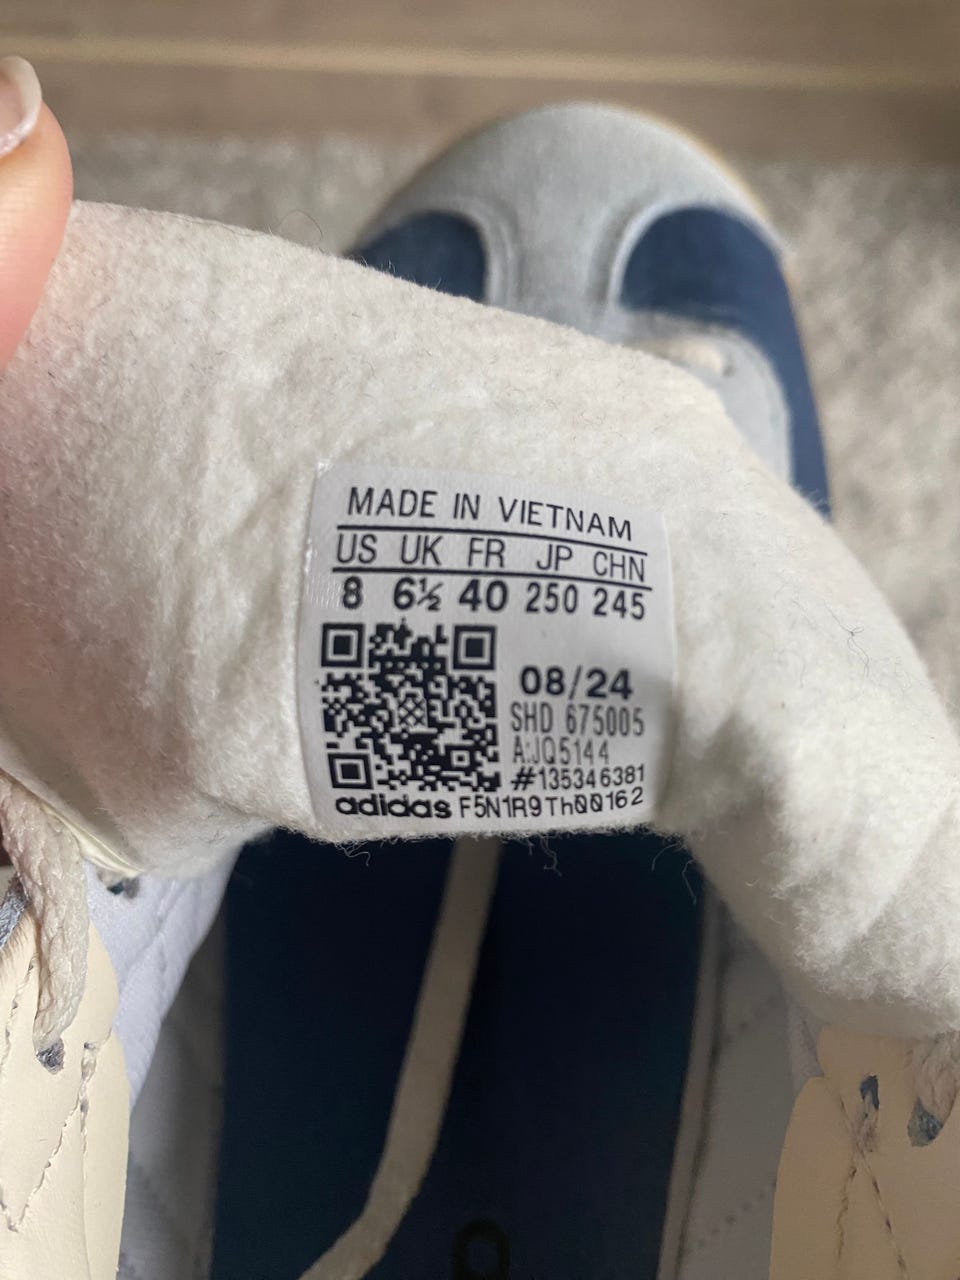 MADE IN VIETNAM
US UK FR JP CHN
8 6½ 40 250 245
08/24
SHD 675005
A:JQ5144
#135346381
adidas F5N1R9Th00162